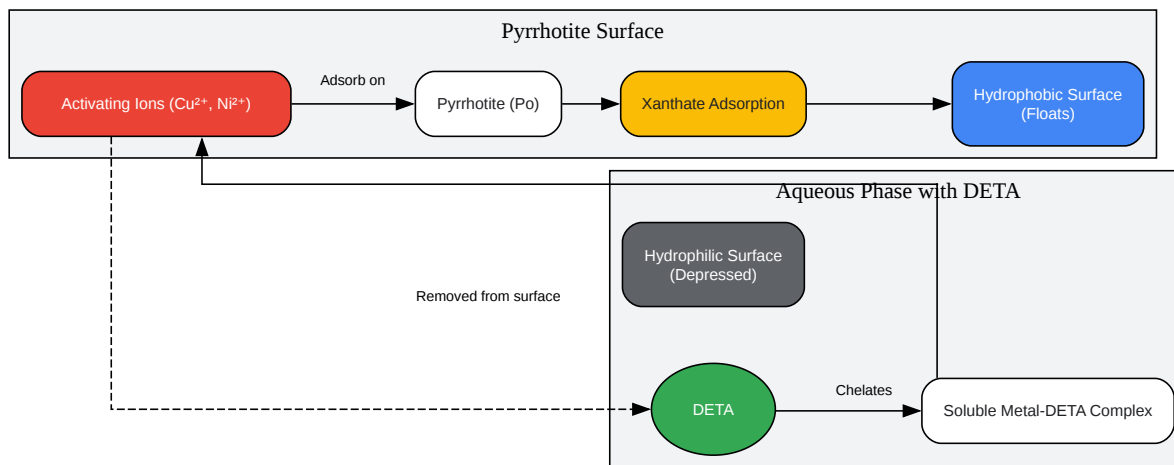 Pyrrhotite Surface
Activating Ions (Cu²⁺, Ni²⁺)
Adsorb on
Pyrrhotite (Po)
Xanthate Adsorption
Hydrophobic Surface
(Floats)
Aqueous Phase with DETA
Hydrophilic Surface
(Depressed)
Removed from surface
DETA
Chelates
Soluble Metal-DETA Complex